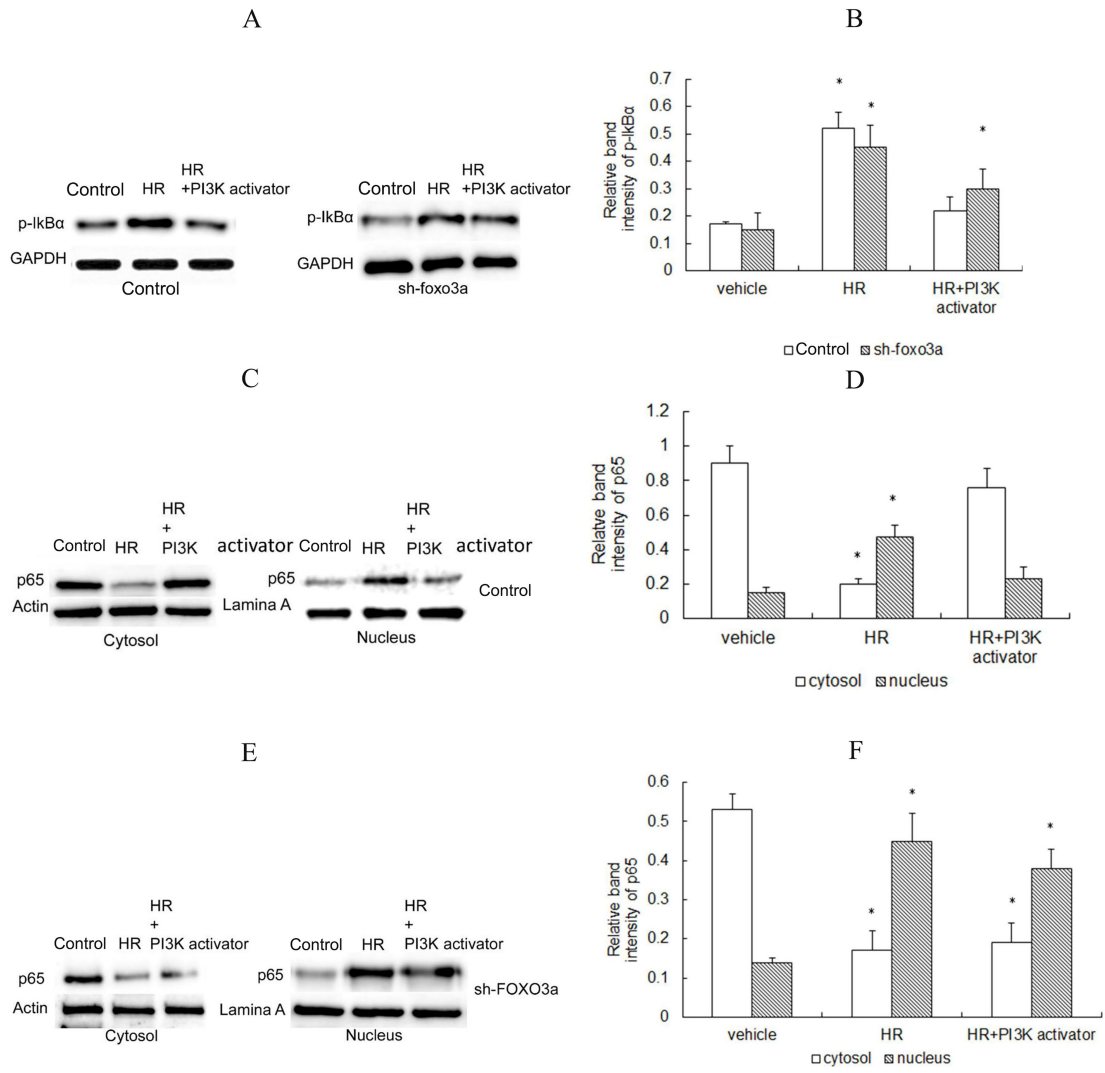 A
HR
Control HR +PI3K activator
p-IkBα
GAPDH
Control
HR
Control HR +PI3K activator
p-IkBα
GAPDH
sh-foxo3a
B
Relative band
intensity of p-IkBα
0.7
0.6
0.5
0.4
0.3
0.2
0.1
0
* * *
vehicle HR HR+PI3K
activator
Control sh-foxo3a
C
HR
+
Control HR PI3K activator
p65
Actin
Cytosol
HR
+
Control HR PI3K activator
p65
Lamina A
Nucleus
Control
D
Relatve band
intensity of p65
1.2
1
0.8
0.6
0.4
0.2
0
* *
vehicle HR HR+PI3K
activator
cytosol nucleus
E
HR
+
Control HR PI3K activator
p65
Actin
Cytosol
HR
+
Control HR PI3K activator
p65
Lamina A
Nucleus
sh-FOXO3a
F
Relative band
intensity of p65
0.6
0.5
0.4
0.3
0.2
0.1
0
* * * *
vehicle HR HR+PI3K activator
cytosol nucleus